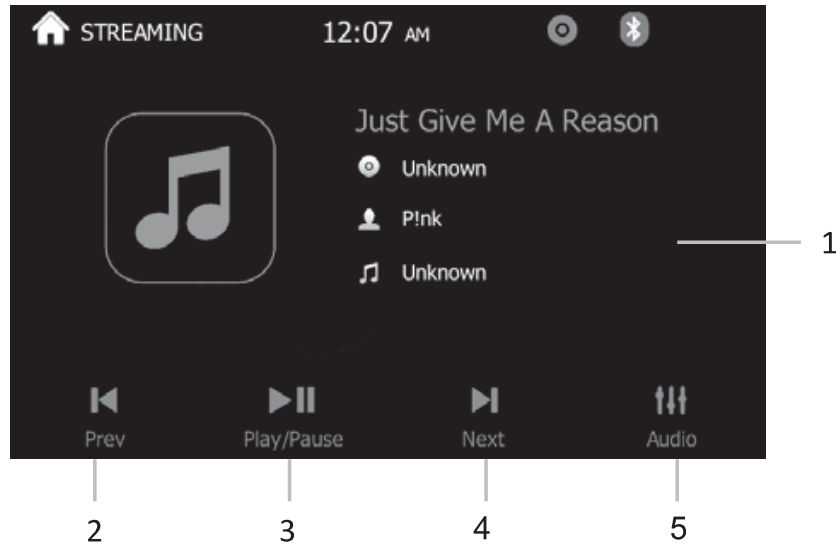 STREAMING 12:07 AM
Just Give Me A Reason
Unknown
P!nk
Unknown
1
Prev Play/Pause Next Audio
2 3 4 5